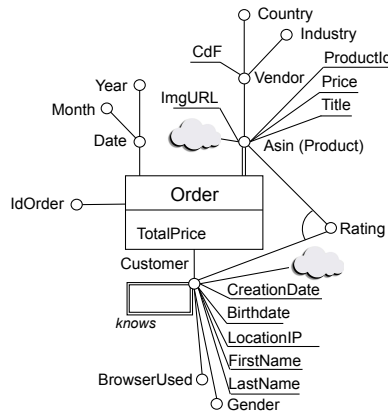 Country
Industry
CdF
ProductId
Year
Vendor
Price
Month
ImgURL
Title
Date
Asin (Product)
Order
IdOrder
TotalPrice
Rating
Customer
CreationDate
Birthdate
knows
LocationIP
FirstName
BrowserUsed
LastName
Gender